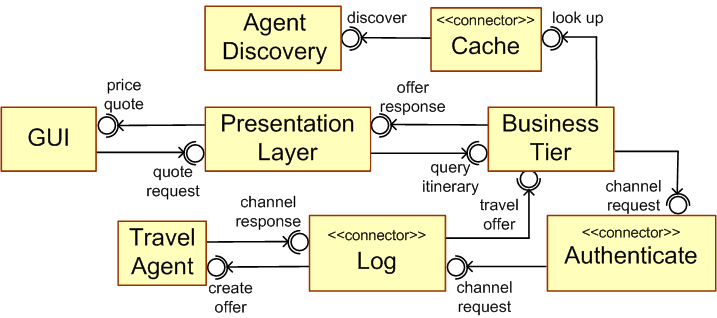 discover
Agent
Discovery
<<connector>>
Cache
look up
price
quote
offer
response
GUI
Presentation
Layer
Business
Tier
quote
request
query
itinerary
channel
request
channel
response
travel
offer
Travel
Agent
<<connector>>
Log
<<connector>>
Authenticate
create
offer
channel
request